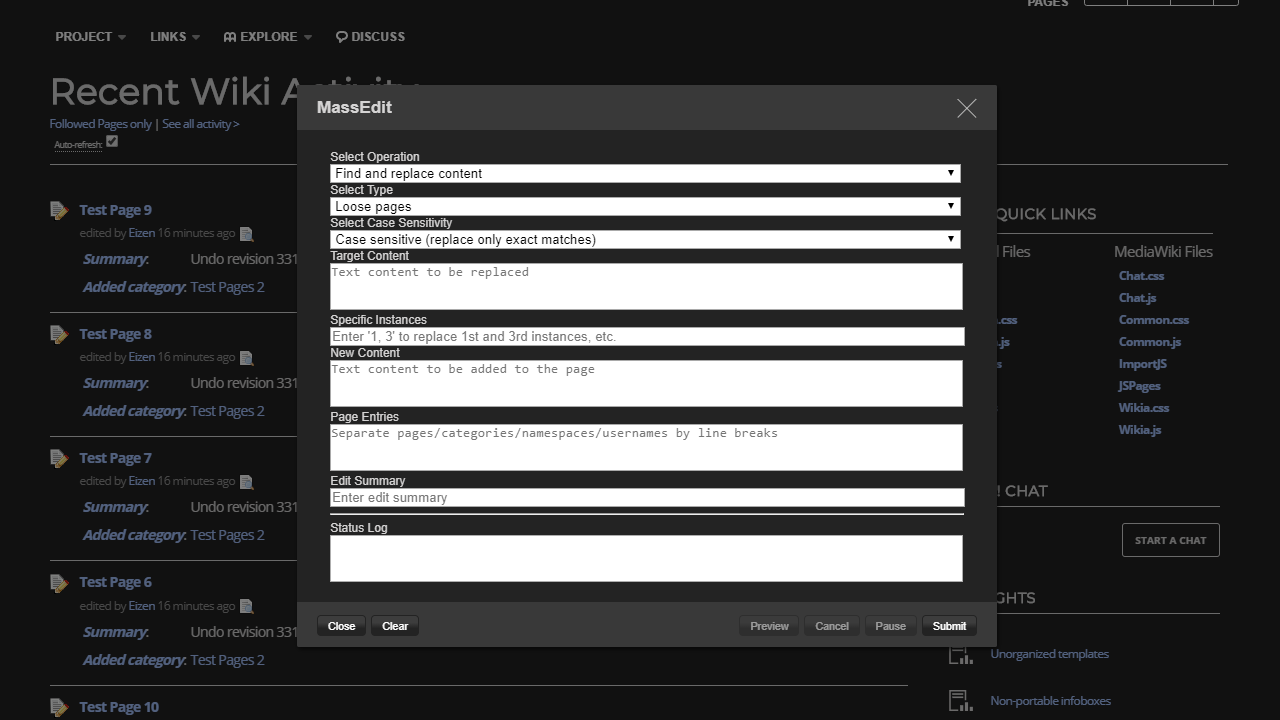 PAGES
PROJECT LINKS EXPLORE DISCUSS
Recent Wiki Activity
Followed Pages only | See all activity >
Auto-refresh:
Test Page 9
edited by Eizen 16 minutes ago
Summary: Undo revision 331
Added category: Test Pages 2
Test Page 8
edited by Eizen 16 minutes ago
Summary: Undo revision 331
Added category: Test Pages 2
Test Page 7
edited by Eizen 16 minutes ago
Summary: Undo revision 331
Added category: Test Pages 2
Test Page 6
edited by Eizen 16 minutes ago
Summary: Undo revision 331
Added category: Test Pages 2
Test Page 10
MassEdit
Select Operation
Find and replace content
Select Type
Loose pages
Select Case Sensitivity
Case sensitive (replace only exact matches)
Target Content
Text content to be replaced
Specific Instances
Enter '1, 3' to replace 1st and 3rd instances, etc.
New Content
Text content to be added to the page
Page Entries
Separate pages/categories/namespaces/usernames by line breaks
Edit Summary
Enter edit summary
Status Log
Close Clear Preview Cancel Pause Submit
QUICK LINKS
Files MediaWiki Files
Chat.css
Chat.js
.css Common.css
.js Common.js
ImportJS
JSPages
Wikia.css
Wikia.js
! CHAT
START A CHAT
GHTS
Unorganized templates
Non-portable infoboxes